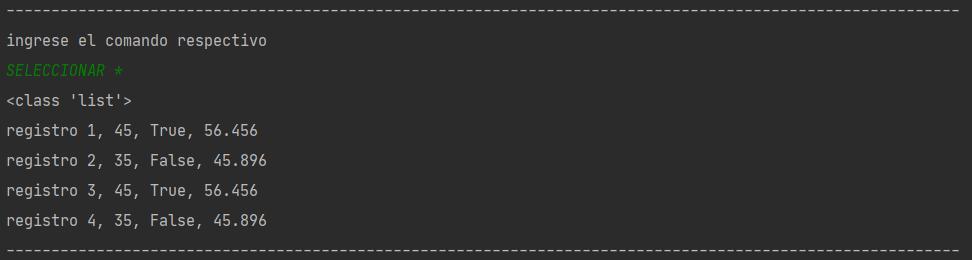 ----------------------------------------------------------------------------------------------------------
ingrese el comando respectivo
SELECCIONAR *
<class 'list'>
registro 1, 45, True, 56.456
registro 2, 35, False, 45.896
registro 3, 45, True, 56.456
registro 4, 35, False, 45.896
----------------------------------------------------------------------------------------------------------